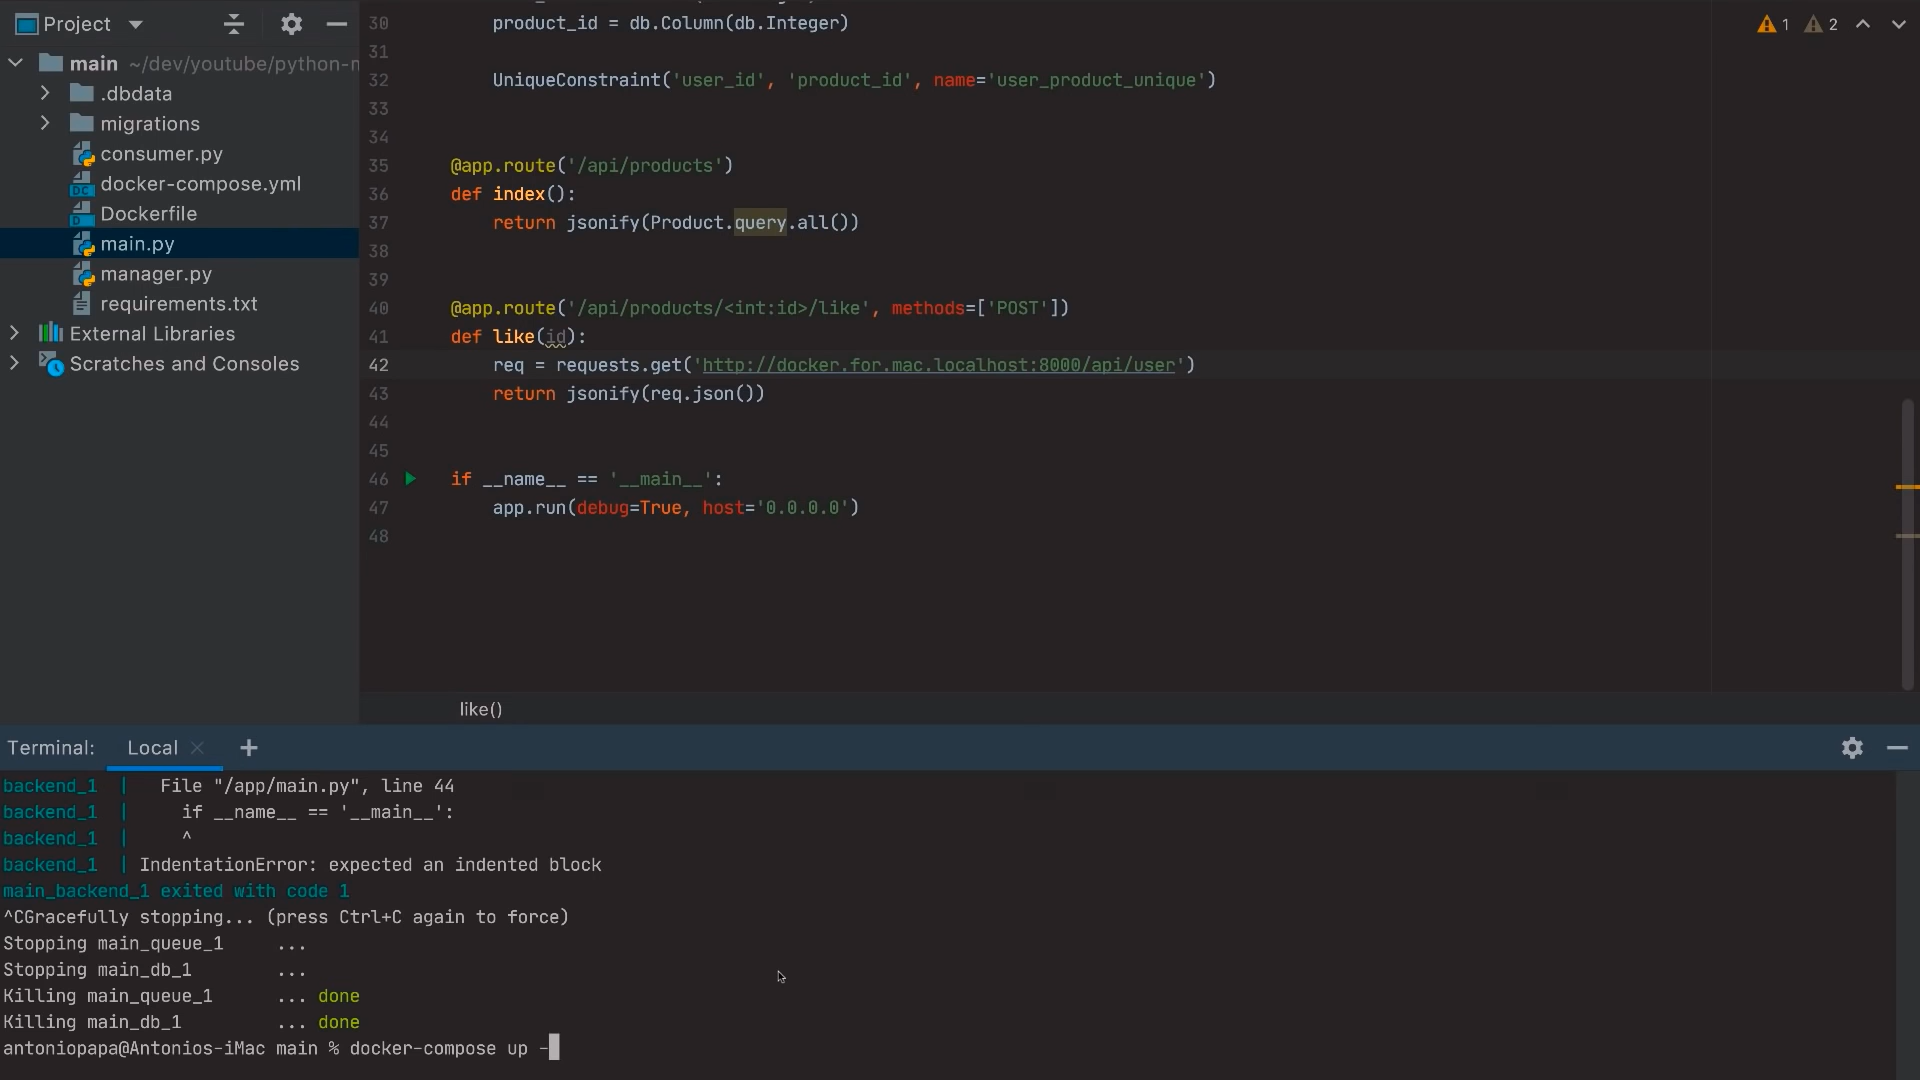 Project
main ~/dev/youtube/python-m
.dbdata
migrations
consumer.py
docker-compose.yml
Dockerfile
main.py
manager.py
requirements.txt
External Libraries
Scratches and Consoles
1 2
30 product_id = db.Column(db.Integer)
31
32 UniqueConstraint('user_id', 'product_id', name='user_product_unique')
33
34
35 @app.route('/api/products')
36 def index():
37 return jsonify(Product.query.all())
38
39
40 @app.route('/api/products/<int:id>/like', methods=['POST'])
41 def like(id):
42 req = requests.get('http://docker.for.mac.localhost:8000/api/user')
43 return jsonify(req.json())
44
45
46 if __name__ == '__main__':
47 app.run(debug=True, host='0.0.0.0')
48
like()
Terminal: Local
backend_1 | File "/app/main.py", line 44
backend_1 | if __name__ == '__main__':
backend_1 | ^
backend_1 | IndentationError: expected an indented block
main_backend_1 exited with code 1
^CGracefully stopping... (press Ctrl+C again to force)
Stopping main_queue_1 ...
Stopping main_db_1 ...
Killing main_queue_1 ... done
Killing main_db_1 ... done
antoniopapa@Antonios-iMac main % docker-compose up -